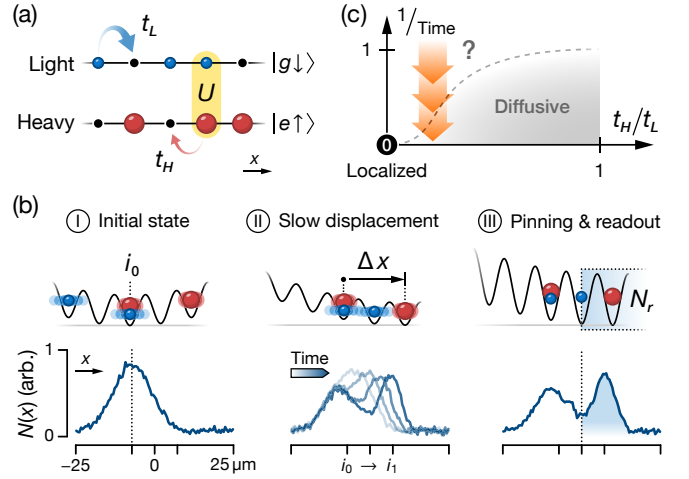 (a)
t_L
Light
|g↓⟩
U
Heavy
|e↑⟩
t_H
x
(c)
1/Time
1
?
Diffusive
0
t_H/t_L
Localized
1
(b)
I Initial state
II Slow displacement
III Pinning & readout
i_0
Δx
N_r
N(x) (arb.)
1
0
x
Time
−25
0
25 μm
i_0 → i_1